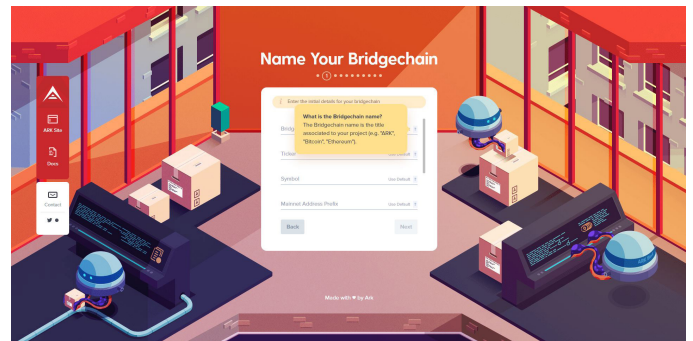 Name Your Bridgechain
1
Enter the initial details for your bridgechain
What is the Bridgechain name?
The Bridgechain name is the title
associated to your project (e.g. "ARK",
"Bitcoin", "Ethereum").
Bridg
Ticker
Use Default
Symbol
Use Default
Mainnet Address Prefix
Use Default
Back
Next
ARK Site
Docs
Contact
Made with ♥ by Ark